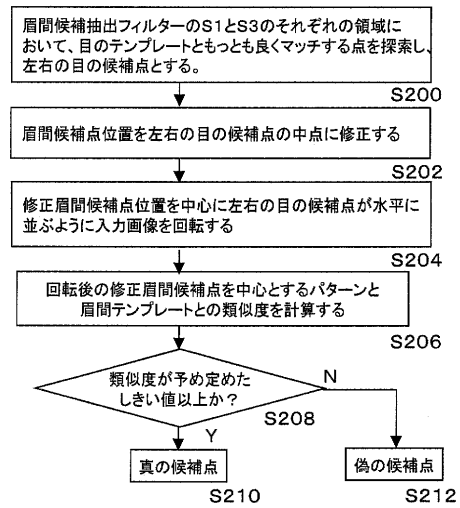 眉間候補抽出フィルターのS1とS3のそれぞれの領域に
おいて、目のテンプレートともっとも良くマッチする点を探索し、
左右の目の候補点とする。
S200
眉間候補点位置を左右の目の候補点の中点に修正する
S202
修正眉間候補点位置を中心に左右の目の候補点が水平に
並ぶように入力画像を回転する
S204
回転後の修正眉間候補点を中心とするパターンと
眉間テンプレートとの類似度を計算する
S206
類似度が予め定めた
しきい値以上か?
N
S208
Y
真の候補点
偽の候補点
S210
S212